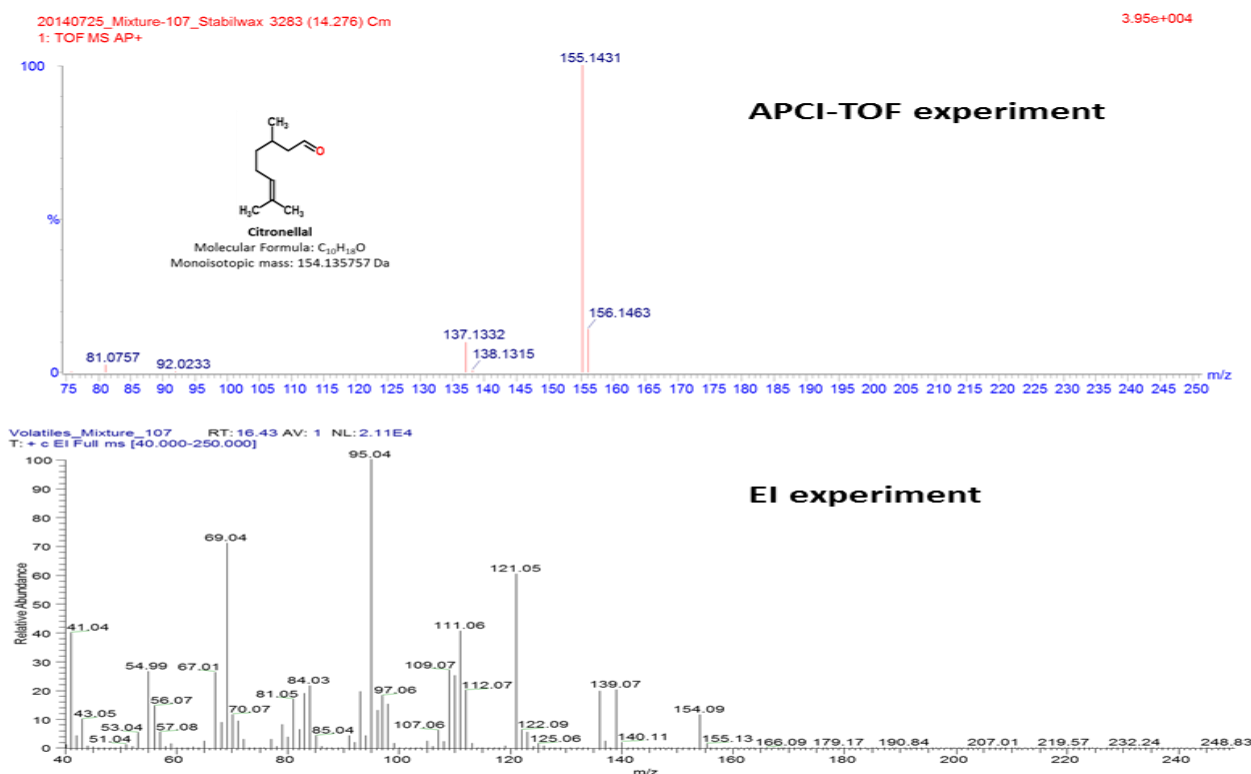 20140725_Mixture-107_Stabilwax 3283 (14.276) Cm
3.95e+004
1: TOF MS AP+
100
155.1431
APCI-TOF experiment
CH₃
O
%
H₃C
CH₃
Citronellal
Molecular Formula: C₁₀H₁₈O
Monoisotopic mass: 154.135757 Da
156.1463
137.1332
138.1315
81.0757
92.0233
0
75 80 85 90 95 100 105 110 115 120 125 130 135 140 145 150 155 160 165 170 175 180 185 190 195 200 205 210 215 220 225 230 235 240 245 250
m/z
Volatiles_Mixture_107 RT: 16.43 AV: 1 NL: 2.11E4
T: + c EI Full ms [40.000-250.000]
95.04
100
EI experiment
90
80
69.04
70
121.05
60
50
Relative Abundance
41.04
111.06
40
54.99
67.01
109.07
30
84.03
81.05
97.06
112.07
139.07
20
56.07
70.07
154.09
43.05
10
53.04
57.08
85.04
107.06
122.09
51.04
125.06
140.11
155.13
166.09
179.17
190.84
207.01
219.57
232.24
248.83
0
40 60 80 100 120 140 160 180 200 220 240
m/z